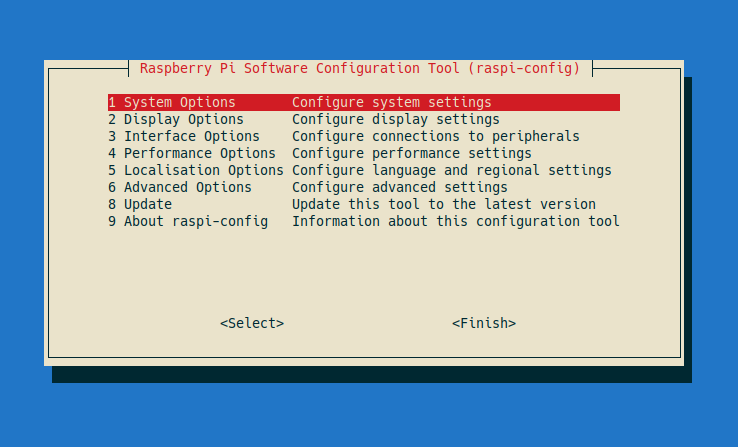 Raspberry Pi Software Configuration Tool (raspi-config)
1 System Options       Configure system settings
2 Display Options      Configure display settings
3 Interface Options    Configure connections to peripherals
4 Performance Options  Configure performance settings
5 Localisation Options Configure language and regional settings
6 Advanced Options     Configure advanced settings
8 Update               Update this tool to the latest version
9 About raspi-config   Information about this configuration tool
<Select>                     <Finish>